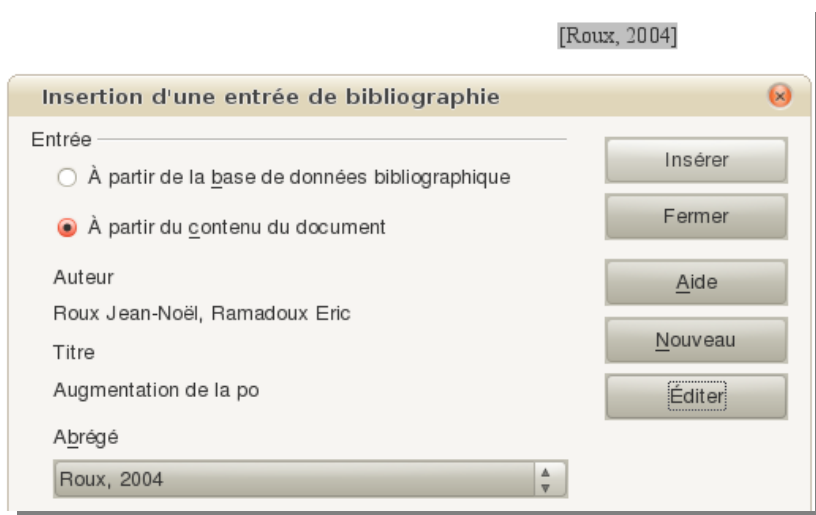 [Roux, 2004]
Insertion d'une entrée de bibliographie
Entrée
À partir de la base de données bibliographique
À partir du contenu du document
Auteur
Roux Jean-Noël, Ramadoux Eric
Titre
Augmentation de la po
Abrégé
Roux, 2004
Insérer
Fermer
Aide
Nouveau
Éditer